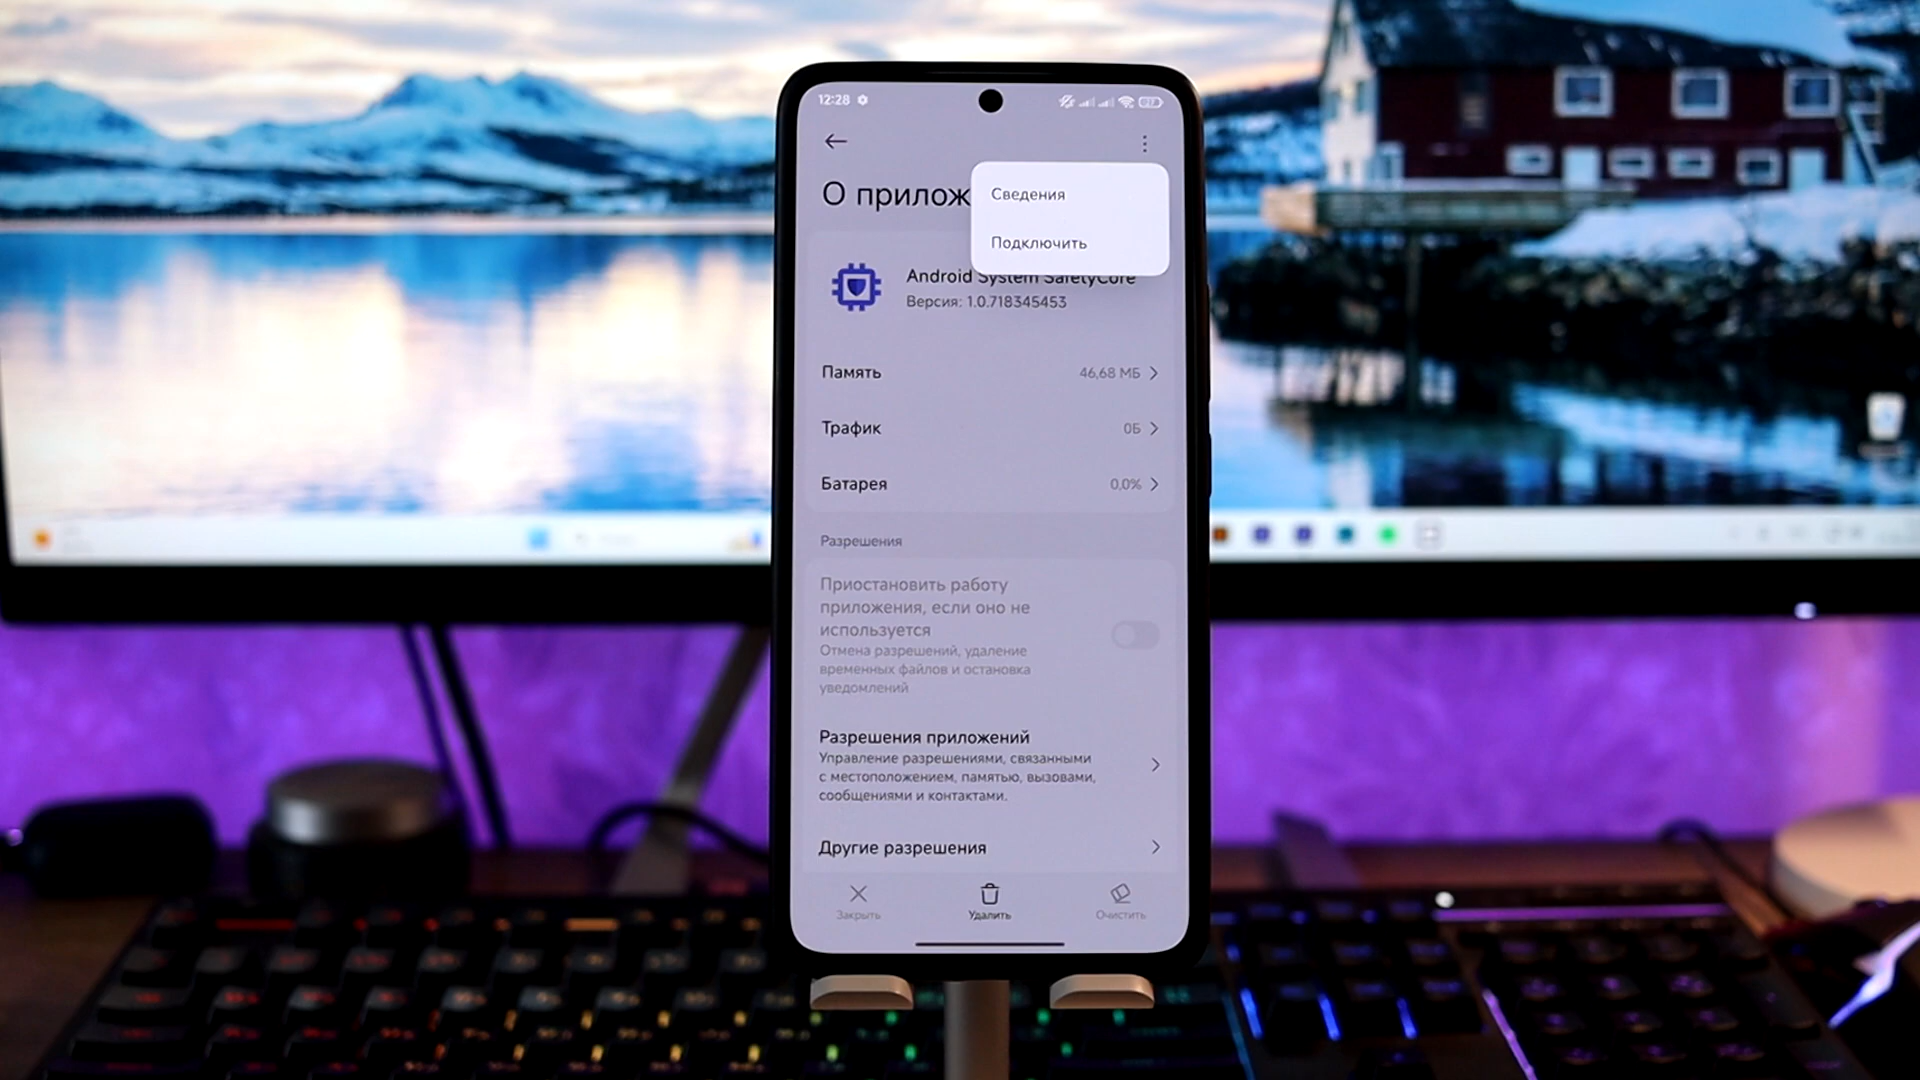 12:28
О прилож
Сведения
Подключить
Android System SafetyCore
Версия: 1.0.718345453
Память 46,68 МБ
Трафик 0Б
Батарея 0,0%
Разрешения
Приостановить работу
приложения, если оно не
используется
Отмена разрешений, удаление
временных файлов и остановка
уведомлений
Разрешения приложений
Управление разрешениями, связанными
с местоположением, памятью, вызовами,
сообщениями и контактами.
Другие разрешения
Закрыть Удалить Очистить